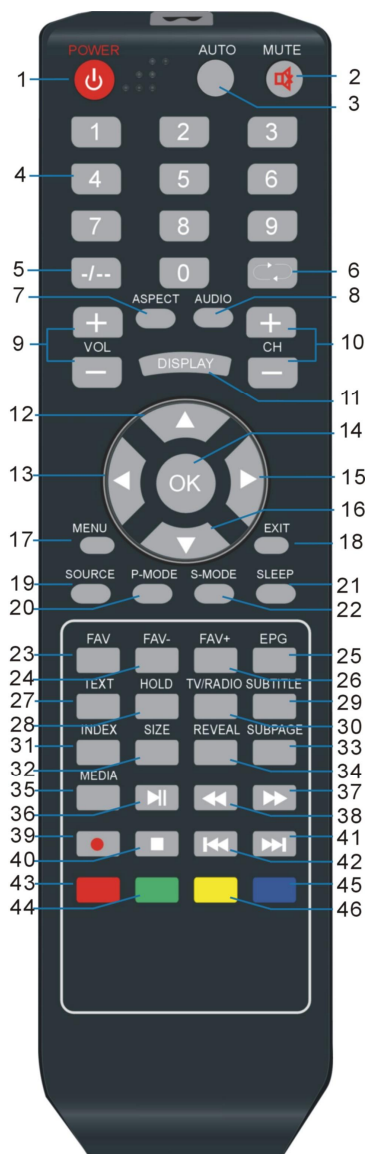 POWER AUTO MUTE
1 2
3
1 2 3
4 4 5 6
7 8 9
5 -/-- 0 6
7 ASPECT AUDIO 8
9 + VOL - + CH - 10
DISPLAY
11
12 14
13 OK 15
16
MENU EXIT
17 18
SOURCE P-MODE S-MODE SLEEP
19 21
20 22
FAV FAV- FAV+ EPG
23 25
24 26
TEXT HOLD TV/RADIO SUBTITLE
27 29
28 30
INDEX SIZE REVEAL SUBPAGE
31 33
32 34
MEDIA
35 37
36 38
39 41
40 42
43 45
44 46